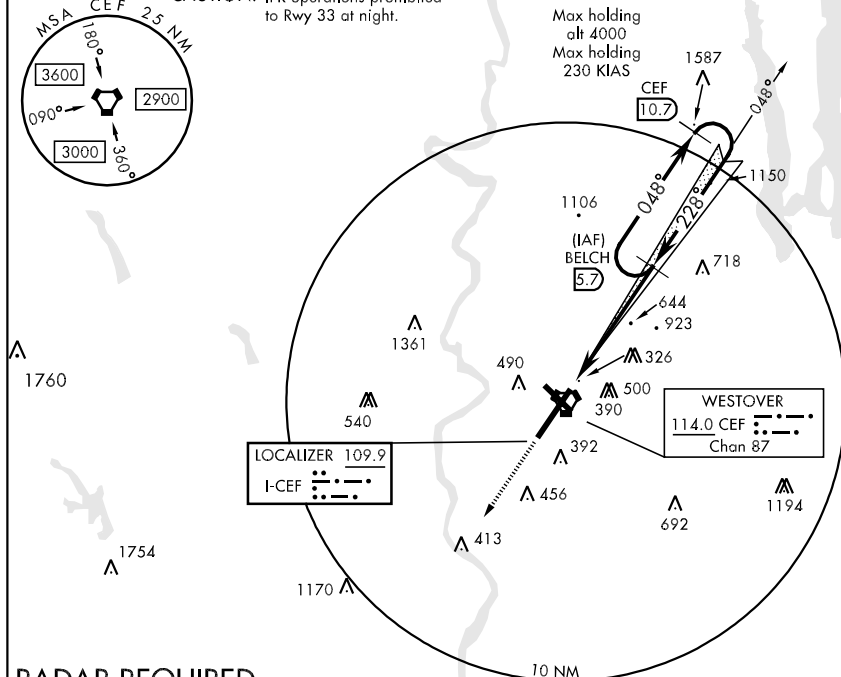 IFR operations prohibited
to Rwy 33 at night.
MSA CEF 25 NM
180°
3600
090°
2900
3000
360°
Max holding
alt 4000
Max holding
230 KIAS
1587
CEF
10.7
048°
048°
228°
1150
1106
(IAF)
BELCH
5.7
718
644
923
1361
326
1760
490
500
390
540
WESTOVER
114.0 CEF
Chan 87
LOCALIZER 109.9
I-CEF
392
456
692
1194
413
1754
1170
10 NM
RADAR REQUIRED